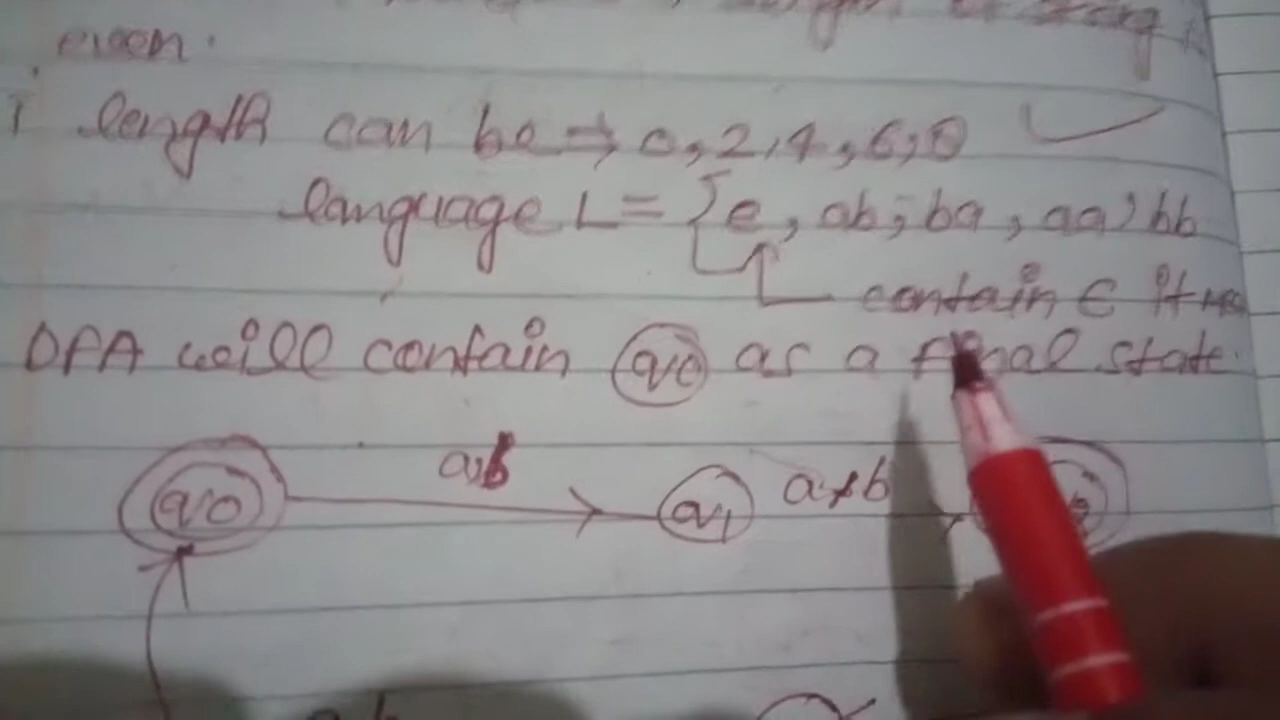 even.
length can be ⇒ 0, 2, 4, 6, 8
language L = { e, ab, ba, aa, bb
contain ∈ it
DFA will contain q0 as a final state.
q0 a,b q1 a,b